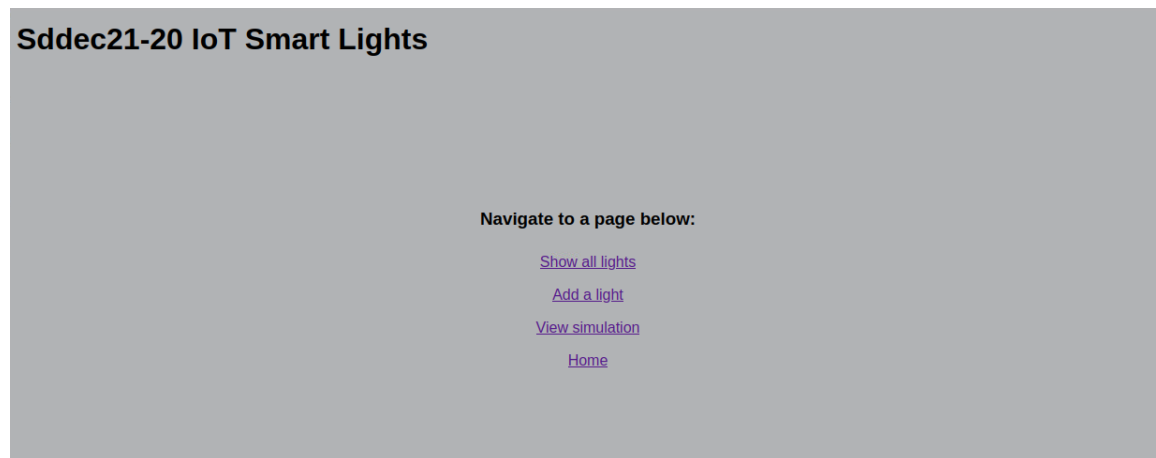 Sddec21-20 IoT Smart Lights
Navigate to a page below:
Show all lights
Add a light
View simulation
Home